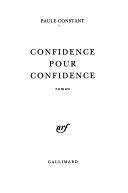 PAULE CONSTANT
CONFIDENCE
POUR
CONFIDENCE
roman
nrf
GALLIMARD